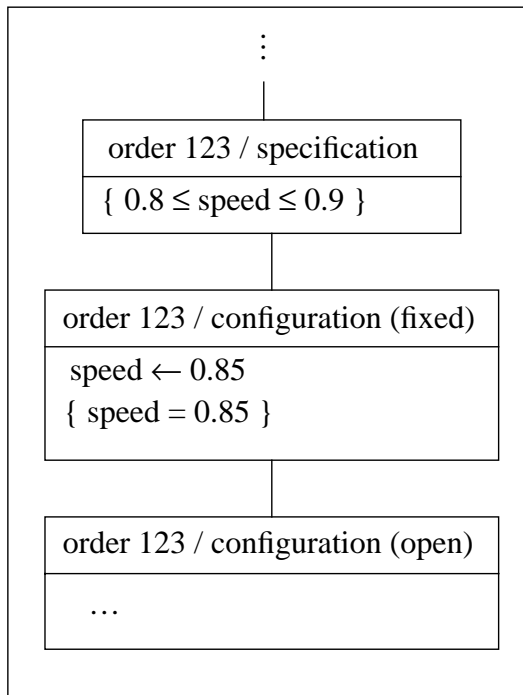 ⋮
order 123 / specification
{ 0.8 ≤ speed ≤ 0.9 }
order 123 / configuration (fixed)
speed ← 0.85
{ speed = 0.85 }
order 123 / configuration (open)
…